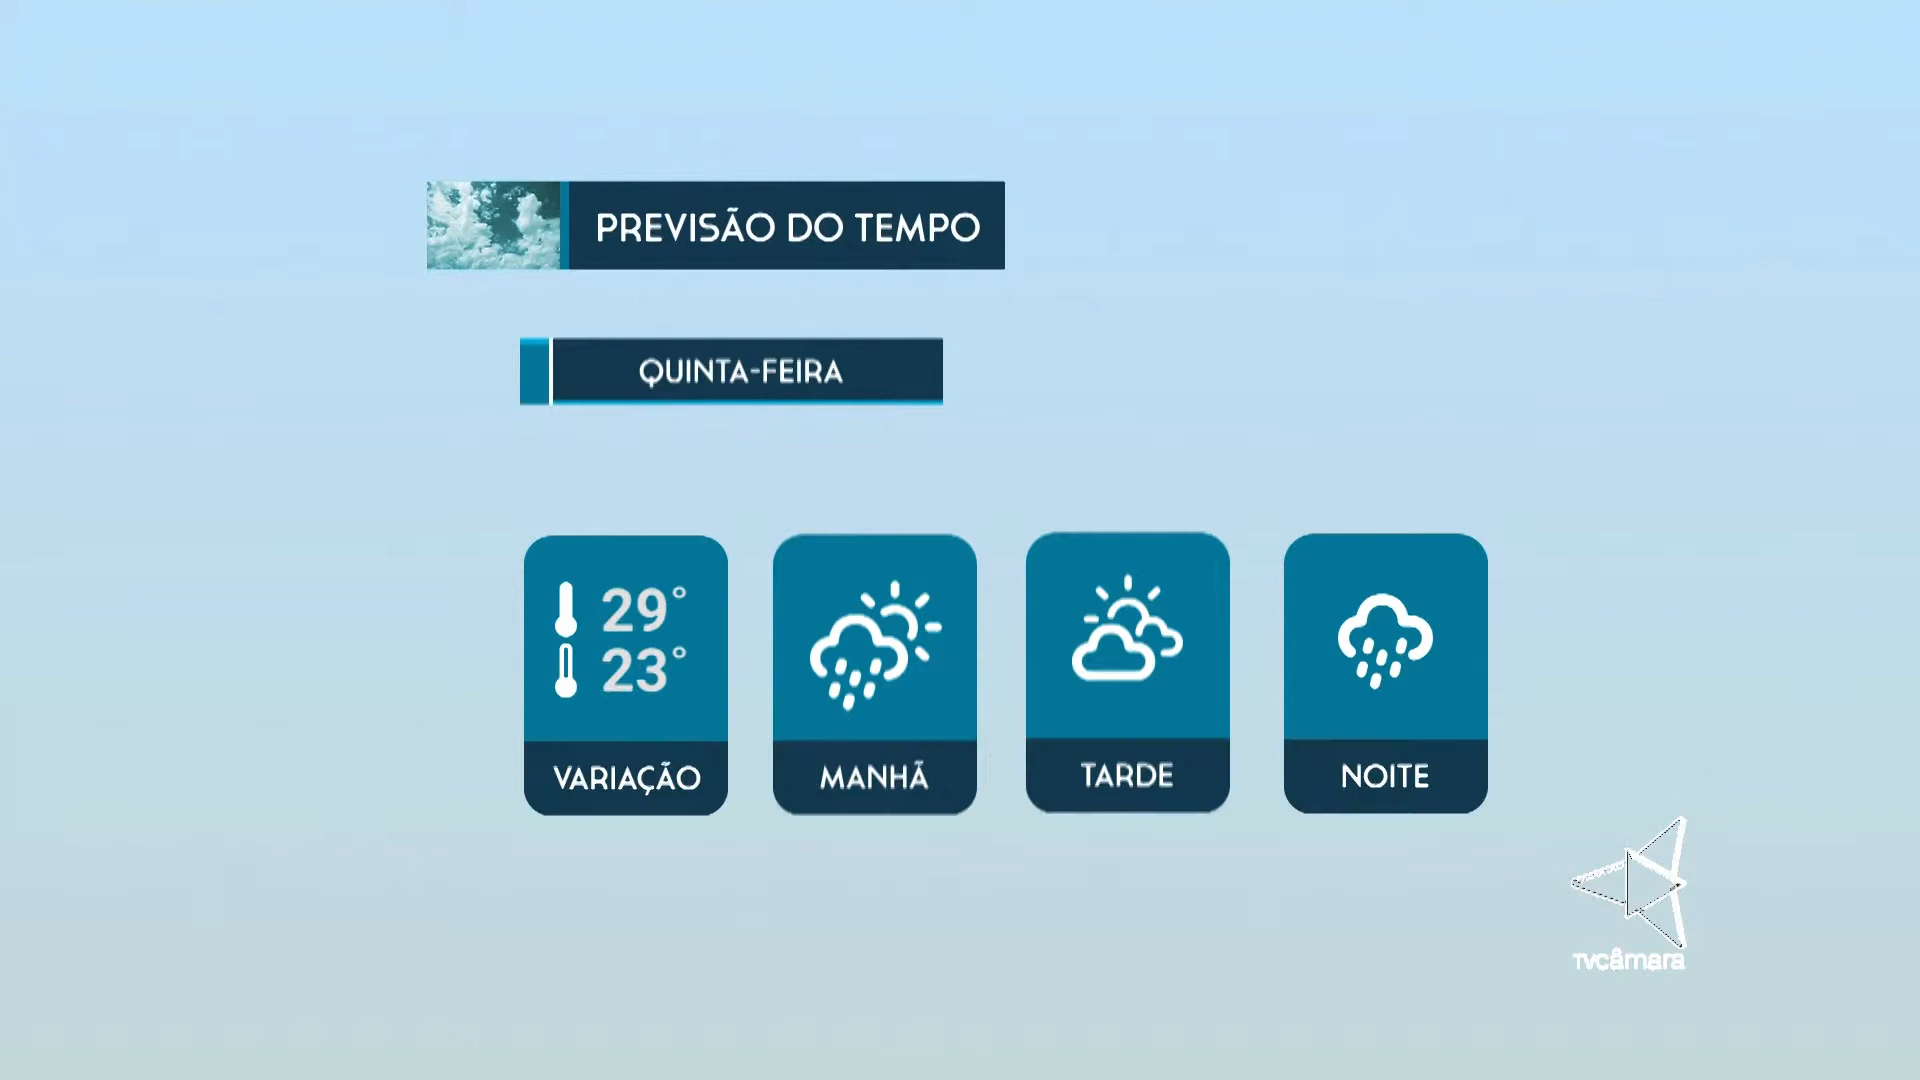 PREVISÃO DO TEMPO
QUINTA-FEIRA
29°
23°
VARIAÇÃO
MANHÃ
TARDE
NOITE
TVCâmara